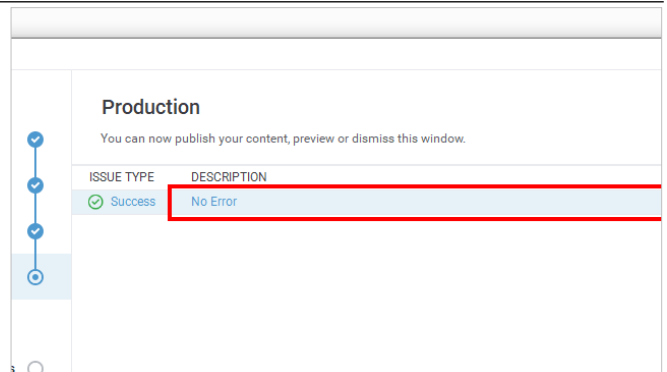 Production
You can now publish your content, preview or dismiss this window.
ISSUE TYPE DESCRIPTION
Success No Error
s